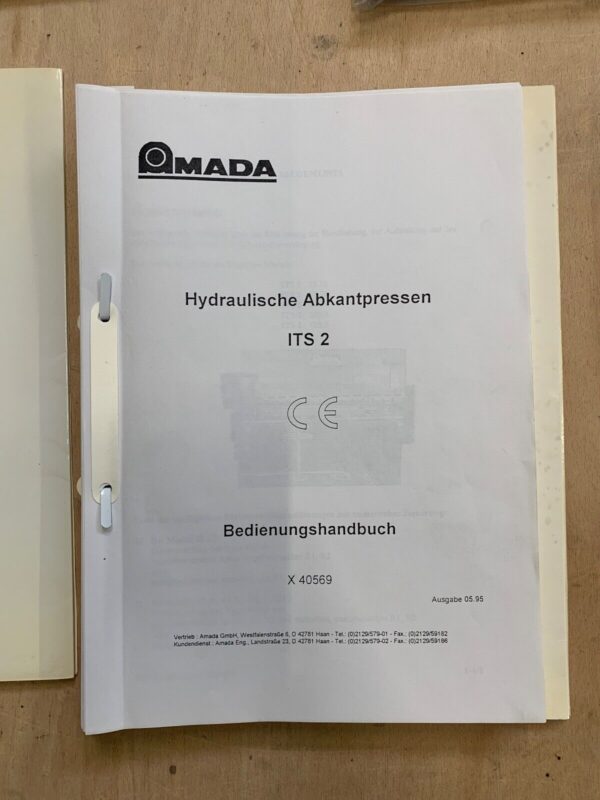 AMADA
Hydraulische Abkantpressen
ITS 2
CE
Bedienungshandbuch
X 40569
Ausgabe 05.95
Vertrieb : Amada GmbH, Westfalenstraße 6, D 42781 Haan - Tel.: (0)2129/579-01 - Fax.: (0)2129/59182
Kundendienst.: Amada Eng., Landstraße 23, D 42781 Haan - Tel.: (0)2129/579-02 - Fax.: (0)2129/59186